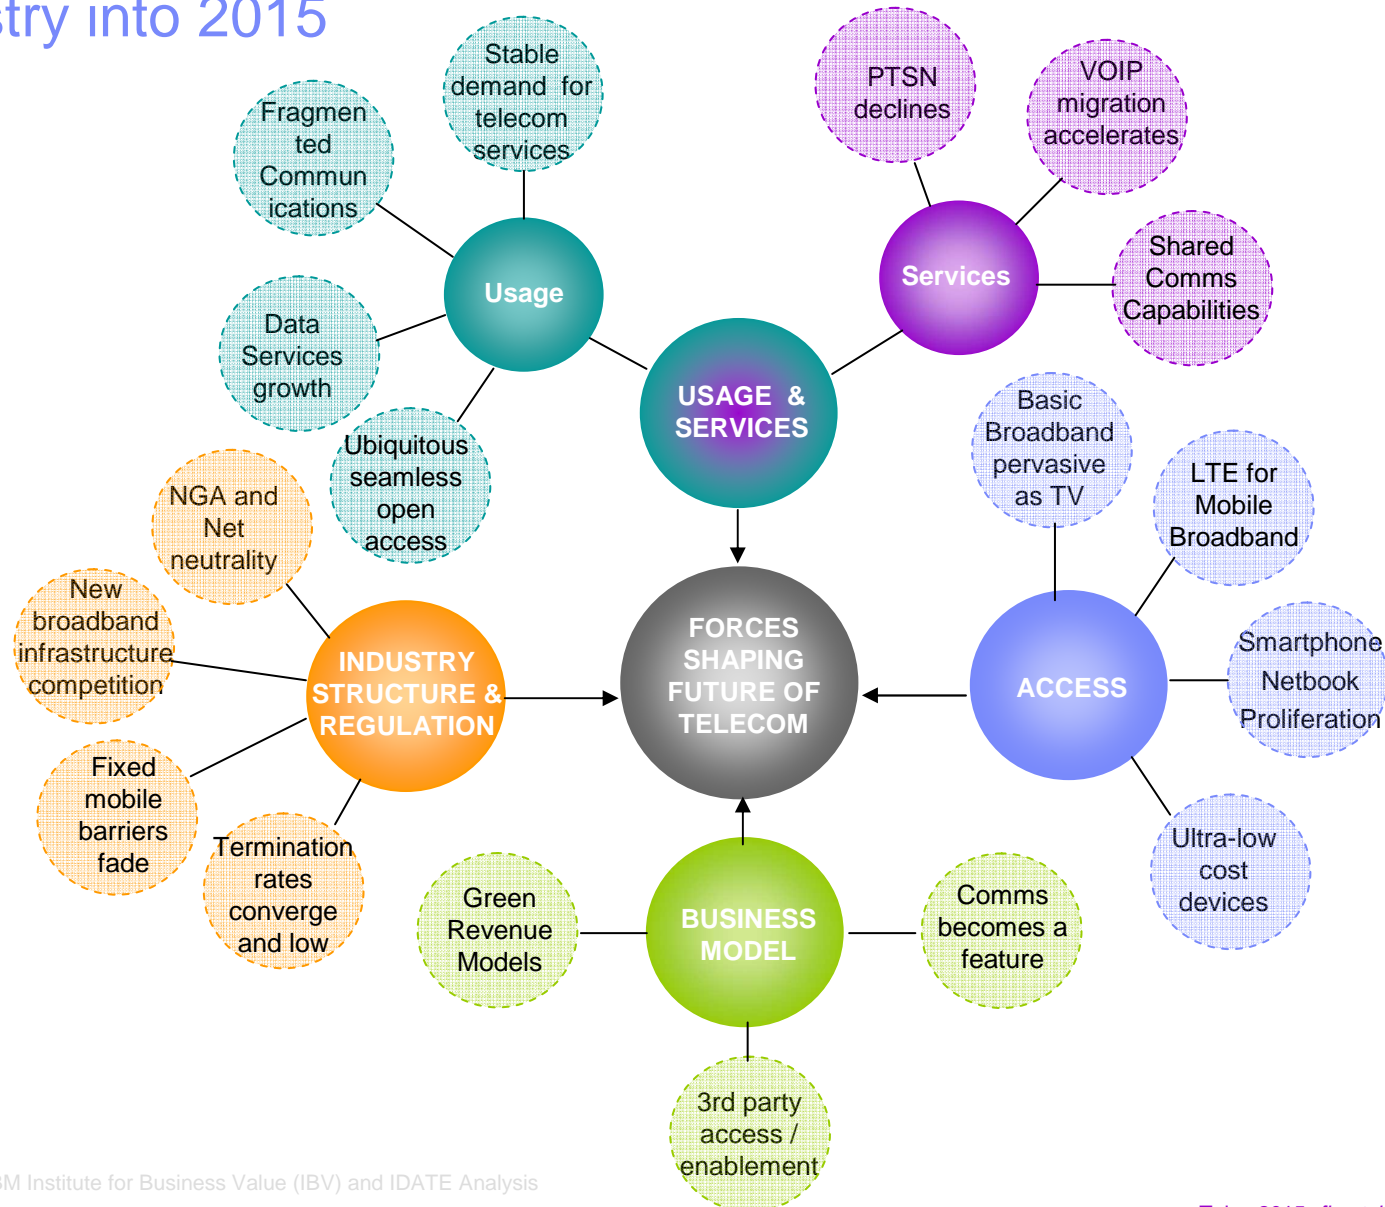 stry into 2015
Stable
demand for
telecom
services
Fragmen
ted
Commun
ications
Usage
Data
Services
growth
Ubiquitous
seamless
open
access
PTSN
declines
VOIP
migration
accelerates
Services
Shared
Comms
Capabilities
USAGE &
SERVICES
Basic
Broadband
pervasive
as TV
LTE for
Mobile
Broadband
Smartphone
Netbook
Proliferation
ACCESS
Ultra-low
cost
devices
NGA and
Net
neutrality
New
broadband
infrastructure
competition
INDUSTRY
STRUCTURE &
REGULATION
Fixed
mobile
barriers
fade
Termination
rates
converge
and low
FORCES
SHAPING
FUTURE OF
TELECOM
Green
Revenue
Models
BUSINESS
MODEL
Comms
becomes a
feature
3rd party
access /
enablement
BM Institute for Business Value (IBV) and IDATE Analysis
2015